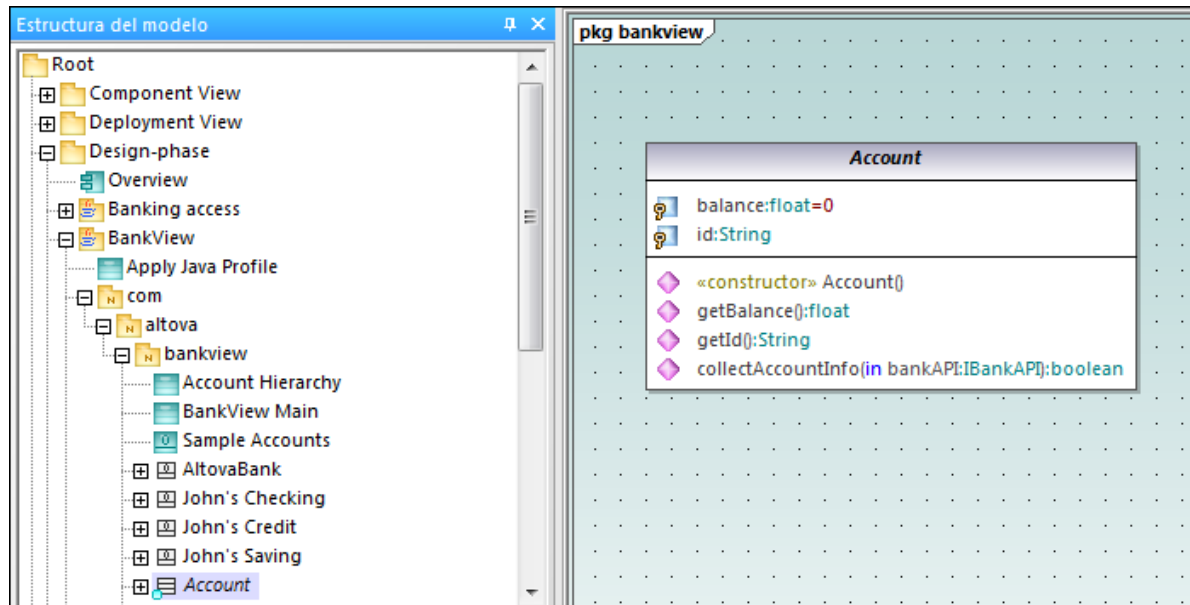 Estructura del modelo
Root
Component View
Deployment View
Design-phase
Overview
Banking access
BankView
Apply Java Profile
N com
N altova
N bankview
Account Hierarchy
BankView Main
Sample Accounts
AltovaBank
John's Checking
John's Credit
John's Saving
Account
pkg bankview
Account
balance:float=0
id:String
«constructor» Account()
getBalance():float
getId():String
collectAccountInfo(in bankAPI:IBankAPI):boolean